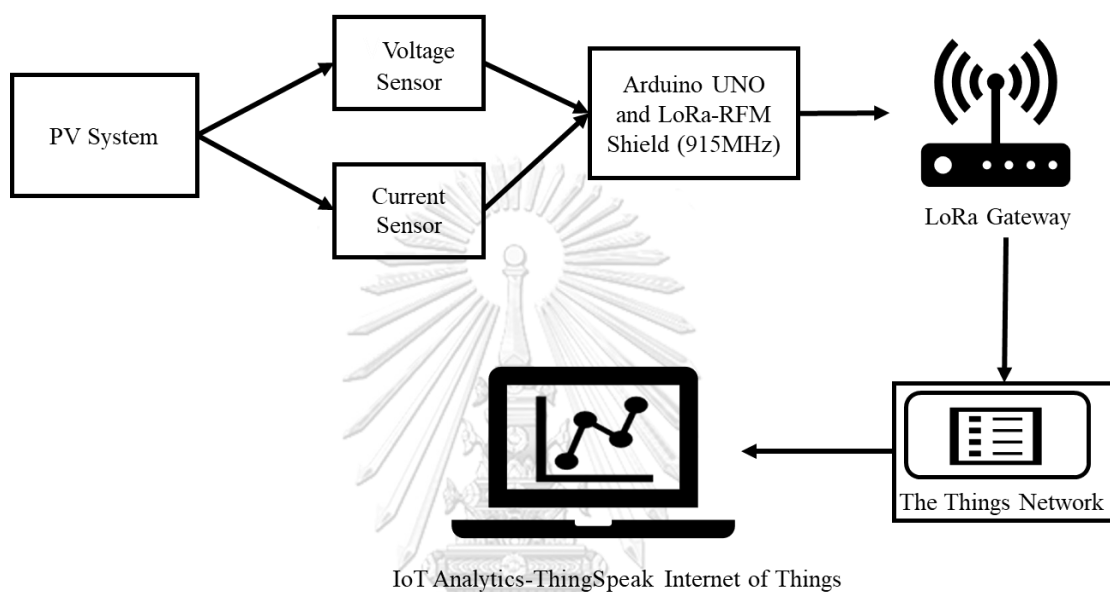 PV System
Voltage
Sensor
Current
Sensor
Arduino UNO
and LoRa-RFM
Shield (915MHz)
LoRa Gateway
The Things Network
IoT Analytics-ThingSpeak Internet of Things